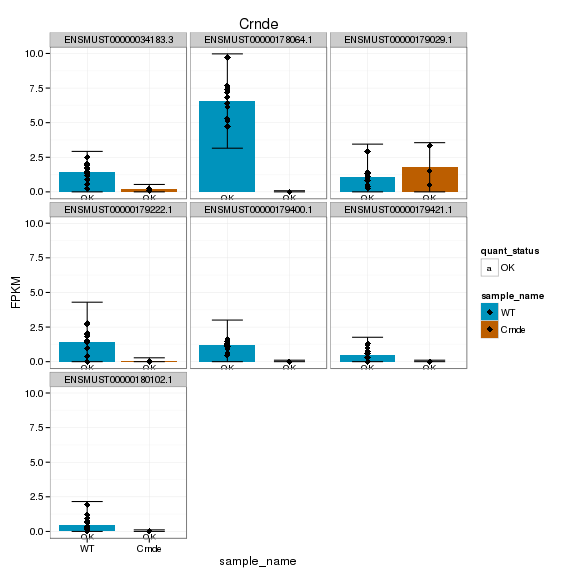 Crnde
ENSMUST00000034183.3 ENSMUST00000178064.1 ENSMUST00000179029.1
10.0
7.5
5.0
2.5
0.0
OK OK OK OK OK OK
ENSMUST00000179222.1 ENSMUST00000179400.1 ENSMUST00000179421.1
10.0
7.5
5.0
2.5
0.0
OK OK OK OK OK OK
ENSMUST00000180102.1
10.0
7.5
5.0
2.5
0.0
OK OK
WT Crnde
sample_name
FPKM
quant_status
a OK
sample_name
WT
Crnde